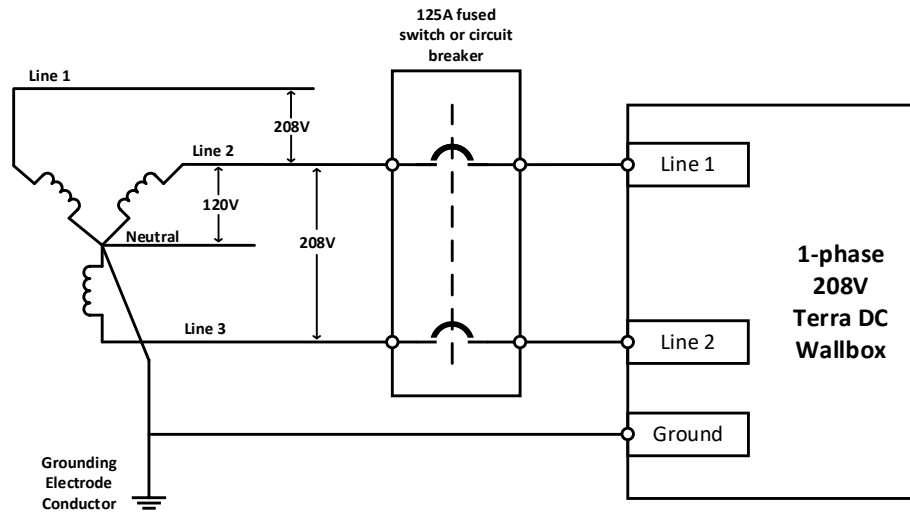 125A fused
switch or circuit
breaker
Line 1
208V
Line 2
Line 1
120V
Neutral
208V
1-phase
208V
Terra DC
Wallbox
Line 3
Line 2
Ground
Grounding
Electrode
Conductor